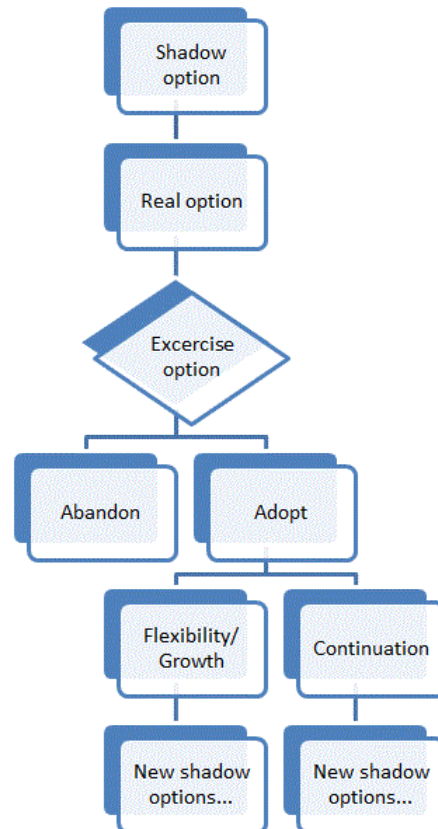 Shadow
option
Real option
Excercise
option
Abandon
Adopt
Flexibility/
Growth
Continuation
New shadow
options...
New shadow
options...